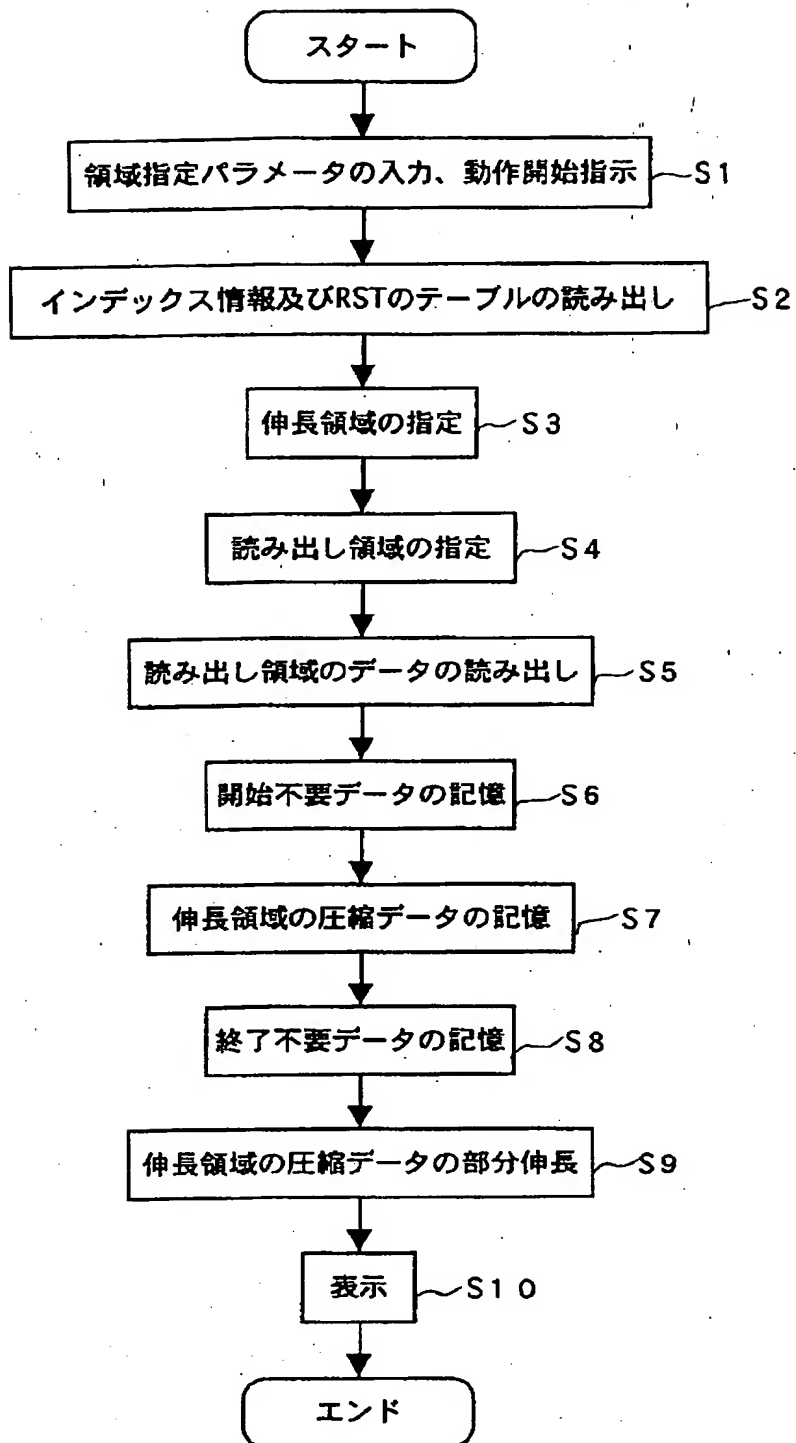 スタート
領域指定パラメータの入力、動作開始指示 S1
インデックス情報及びRSTのテーブルの読み出し S2
伸長領域の指定 S3
読み出し領域の指定 S4
読み出し領域のデータの読み出し S5
開始不要データの記憶 S6
伸長領域の圧縮データの記憶 S7
終了不要データの記憶 S8
伸長領域の圧縮データの部分伸長 S9
表示 S10
エンド